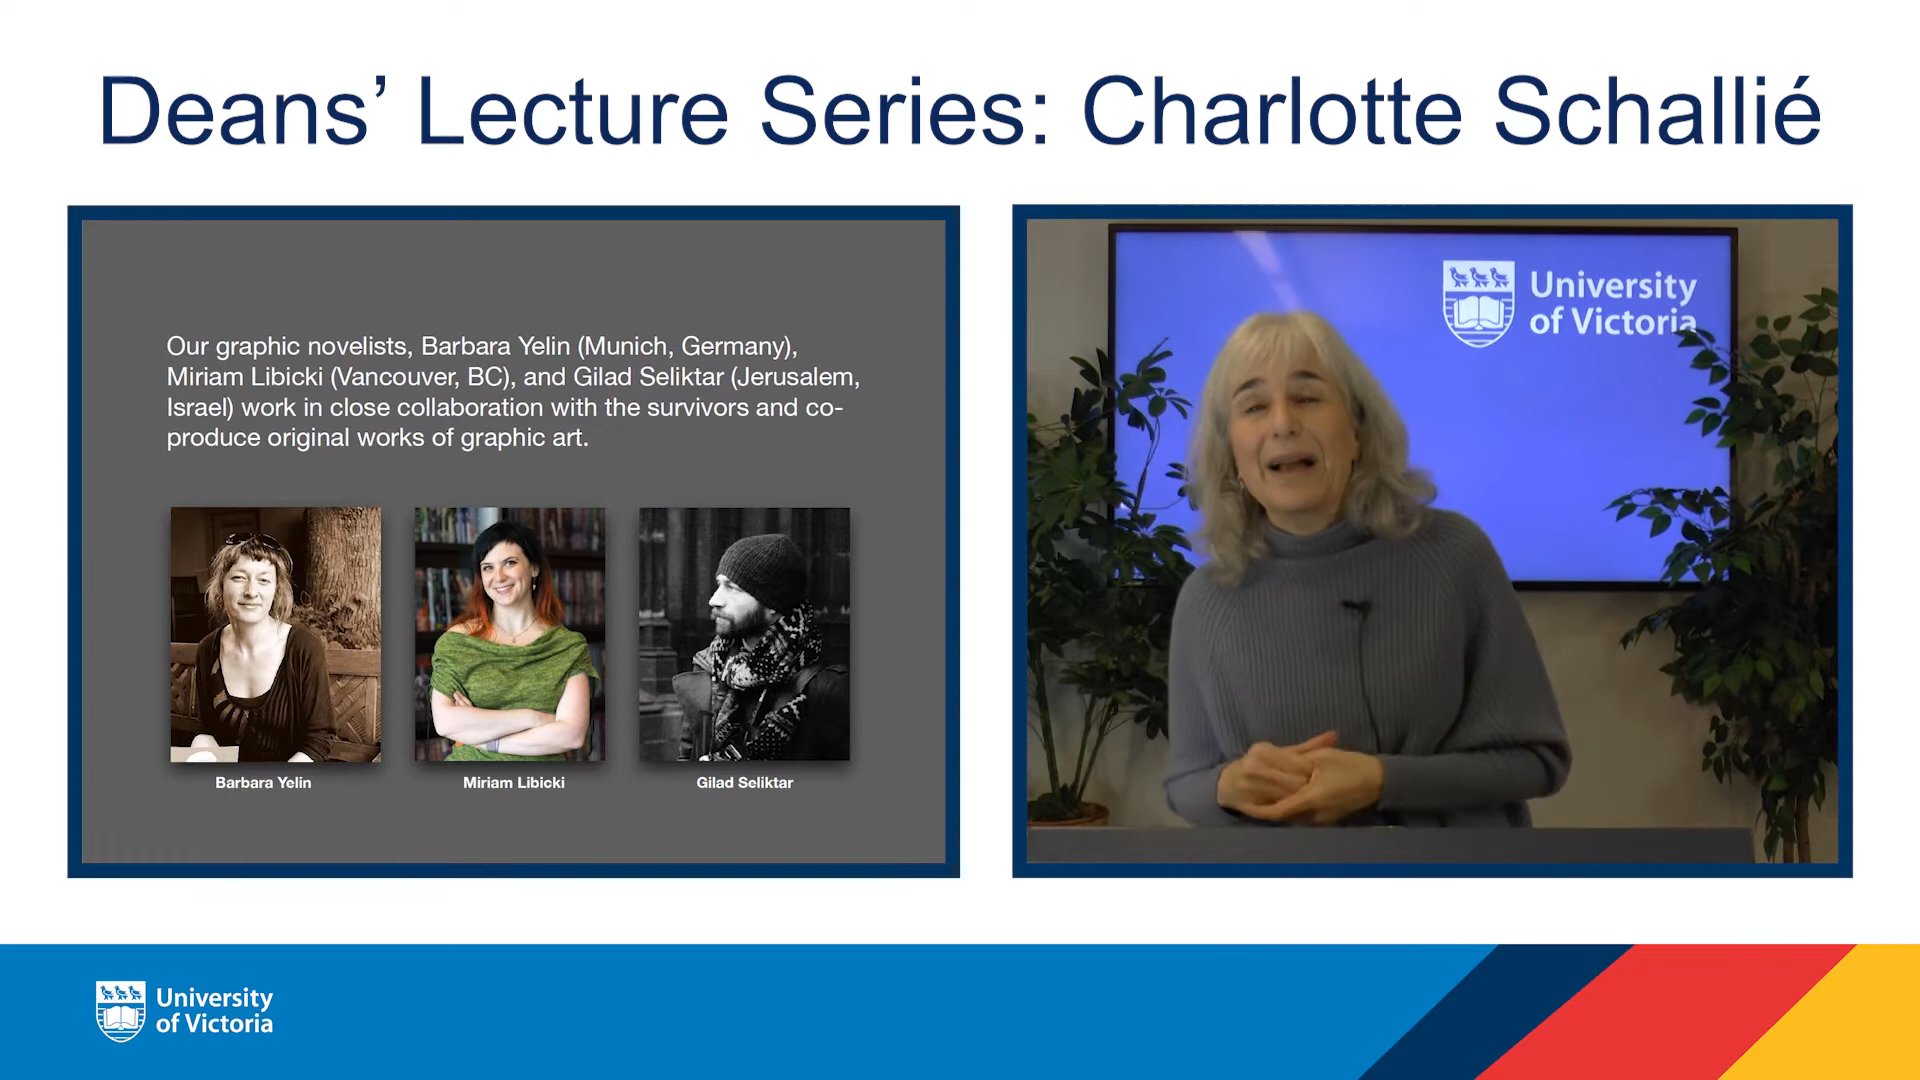 Deans’ Lecture Series: Charlotte Schallié
Our graphic novelists, Barbara Yelin (Munich, Germany),
Miriam Libicki (Vancouver, BC), and Gilad Seliktar (Jerusalem,
Israel) work in close collaboration with the survivors and co-
produce original works of graphic art.
Barbara Yelin
Miriam Libicki
Gilad Seliktar
University
of Victoria
University
of Victoria